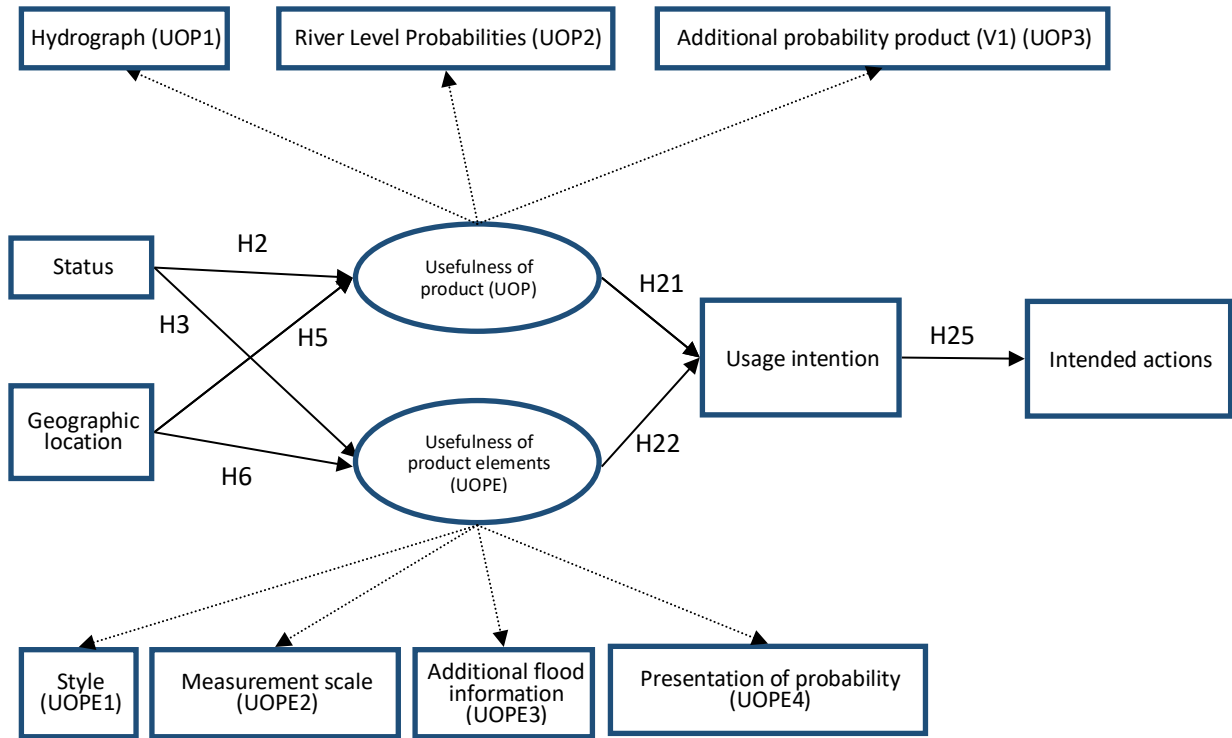 Hydrograph (UOP1)
River Level Probabilities (UOP2)
Additional probability product (V1) (UOP3)
H2
Status
Usefulness of
product (UOP)
H21
H3
H5
H25
Usage intention
Intended actions
Geographic
location
Usefulness of
product elements
(UOPE)
H22
H6
Style
(UOPE1)
Measurement scale
(UOPE2)
Additional flood
information
(UOPE3)
Presentation of probability
(UOPE4)